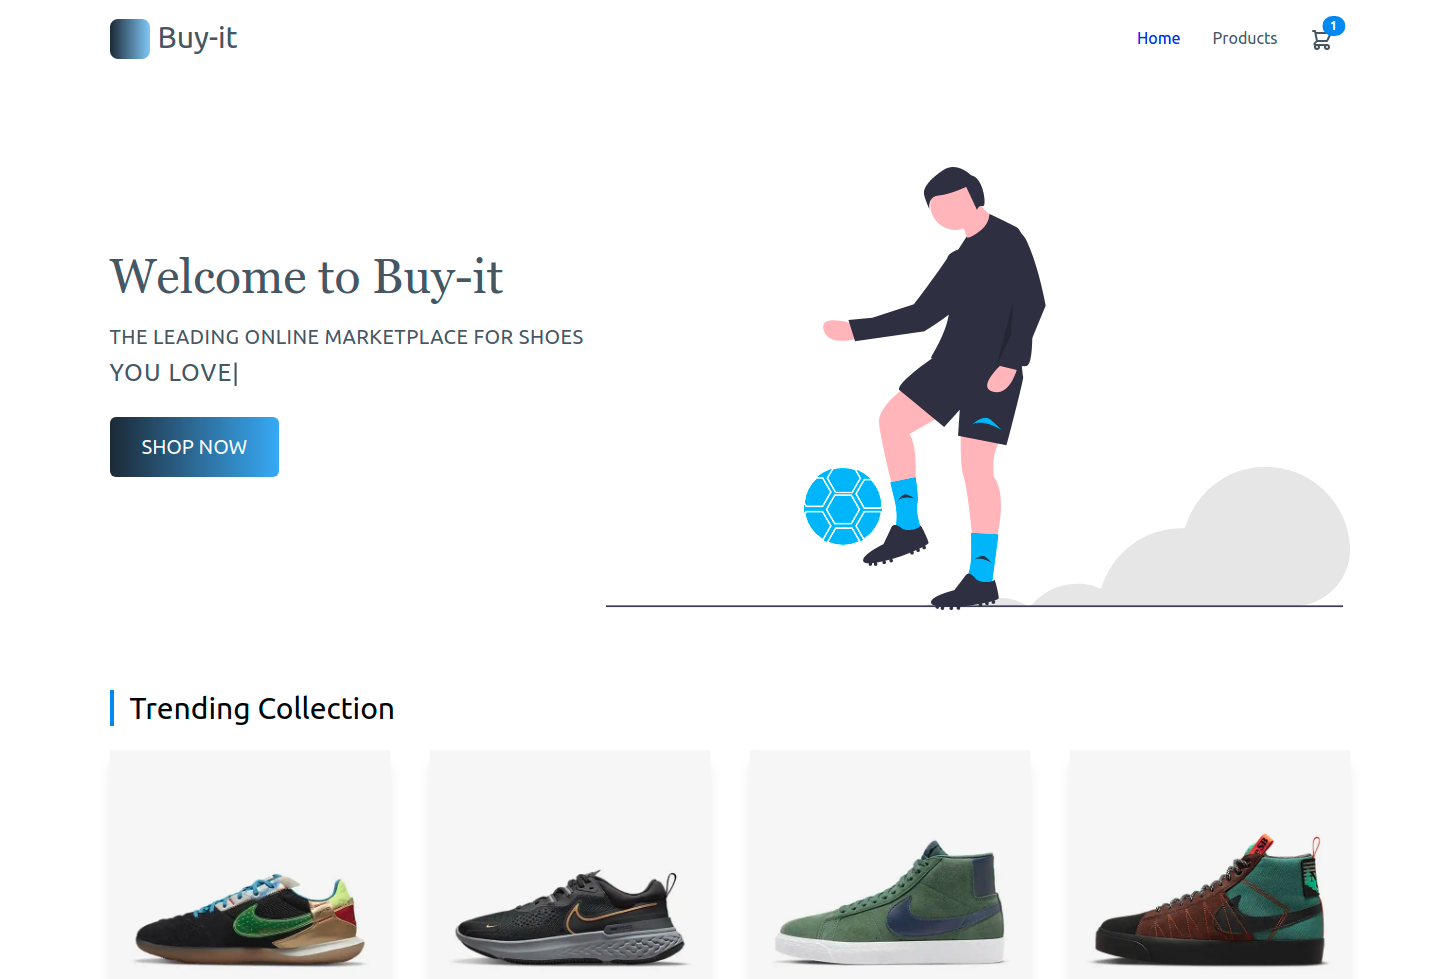 Buy-it
Home
Products
1
Welcome to Buy-it
THE LEADING ONLINE MARKETPLACE FOR SHOES
YOU LOVE|
SHOP NOW
Trending Collection